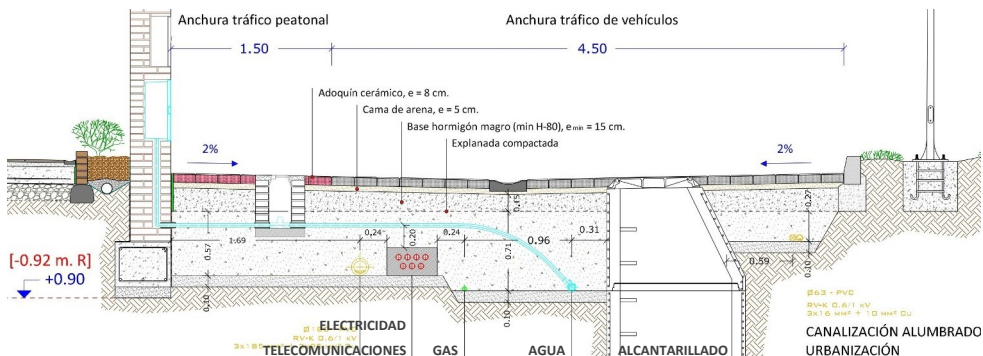 Anchura tráfico peatonal
Anchura tráfico de vehículos
1.50
4.50
Adoquín cerámico, e = 8 cm.
Cama de arena, e = 5 cm.
Base hormigón magro (min H-80), e min = 15 cm.
Explanada compactada
2%
2%
0.45
0.27
1.69
0.24
0.20
0.24
0.96
0.31
0.57
0.71
0.59
0.10
0.10
0.10
[-0.92 m. R]
+0.90
Ø63 - PVC
RV-K 0.6/1 kV
3x16 mm² + 10 mm² Cu
CANALIZACIÓN ALUMBRADO
URBANIZACIÓN
RV-K 0.6/1 kV
ELECTRICIDAD
TELECOMUNICACIONES
GAS
AGUA
ALCANTARILLADO